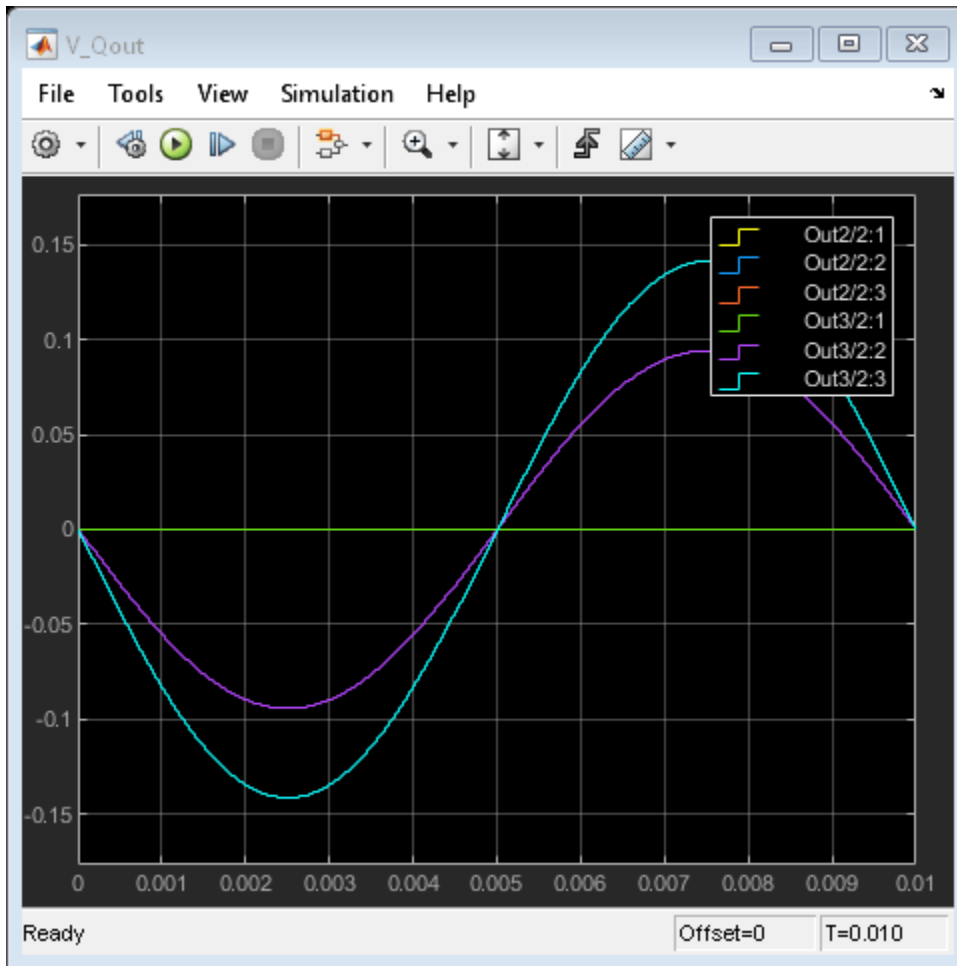 V_Qout
File Tools View Simulation Help
0.15
0.1
0.05
0
-0.05
-0.1
-0.15
Out2/2:1
Out2/2:2
Out2/2:3
Out3/2:1
Out3/2:2
Out3/2:3
0 0.001 0.002 0.003 0.004 0.005 0.006 0.007 0.008 0.009 0.01
Ready Offset=0 T=0.010